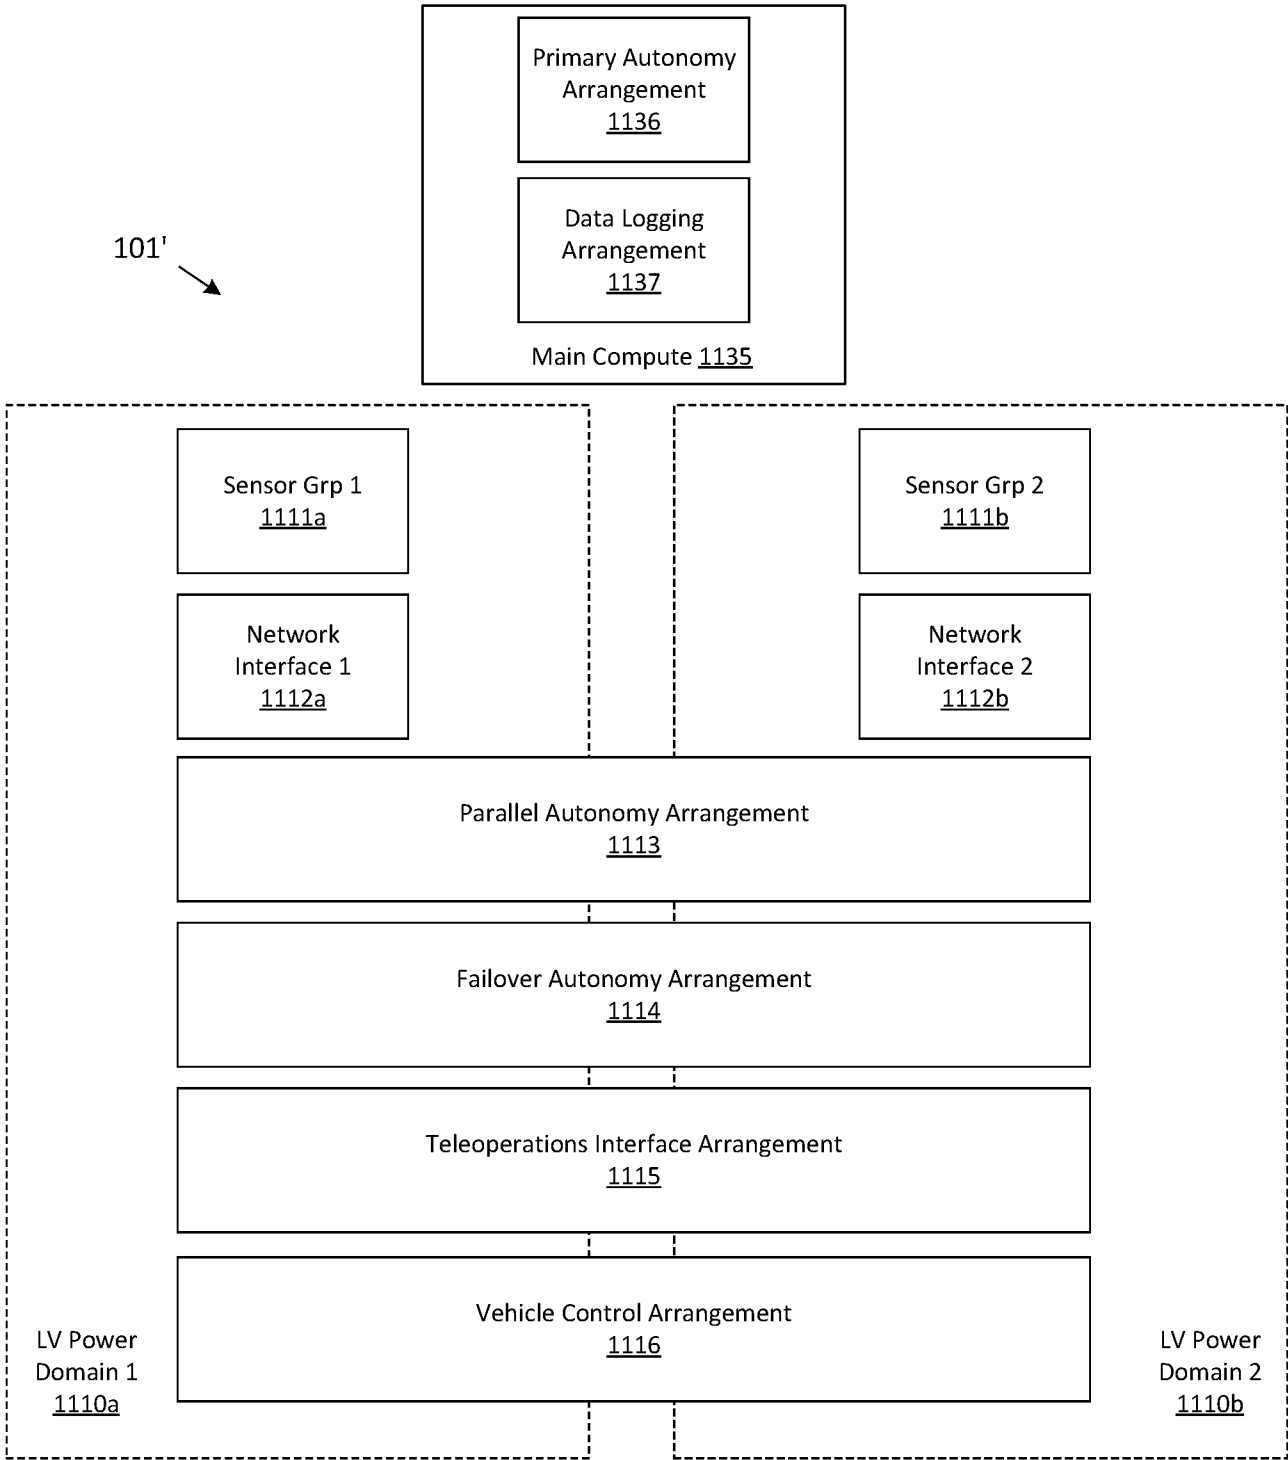 Primary Autonomy
Arrangement
1136
Data Logging
Arrangement
1137
Main Compute 1135
101'
Sensor Grp 1
1111a
Sensor Grp 2
1111b
Network
Interface 1
1112a
Network
Interface 2
1112b
Parallel Autonomy Arrangement
1113
Failover Autonomy Arrangement
1114
Teleoperations Interface Arrangement
1115
Vehicle Control Arrangement
1116
LV Power
Domain 1
1110a
LV Power
Domain 2
1110b